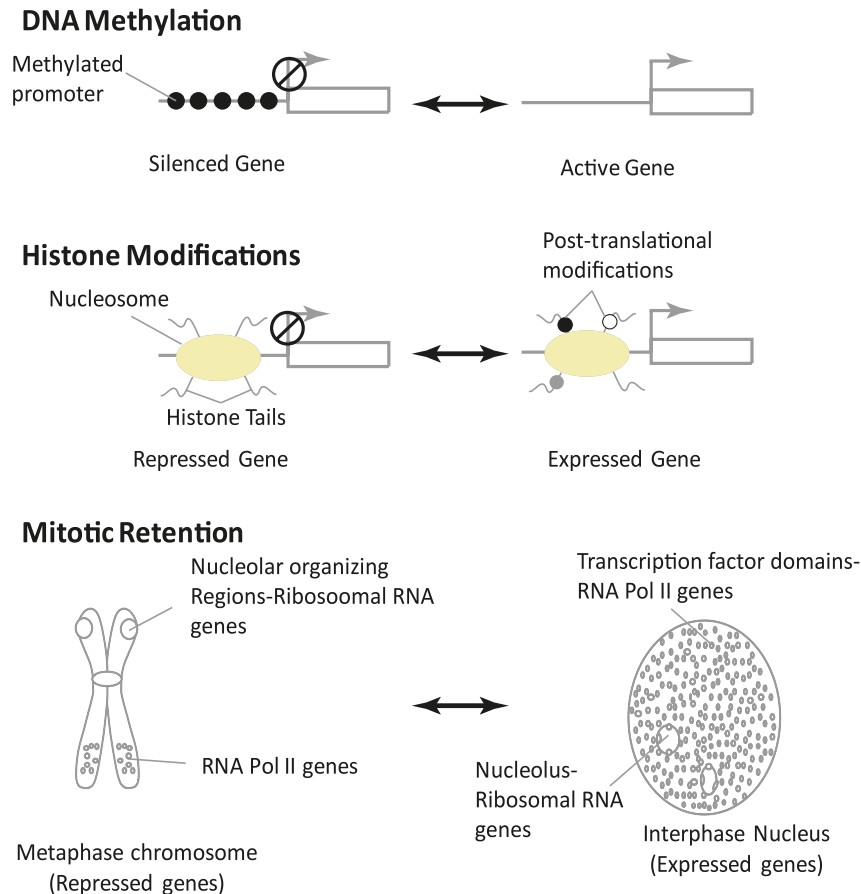 DNA Methylation
Methylated
promoter
Silenced Gene
Active Gene
Histone Modifications
Post-translational
modifications
Nucleosome
Histone Tails
Repressed Gene
Expressed Gene
Mitotic Retention
Nucleolar organizing
Regions-Ribosoomal RNA
genes
Transcription factor domains-
RNA Pol II genes
RNA Pol II genes
Nucleolus-
Ribosomal RNA
genes
Metaphase chromosome
(Repressed genes)
Interphase Nucleus
(Expressed genes)